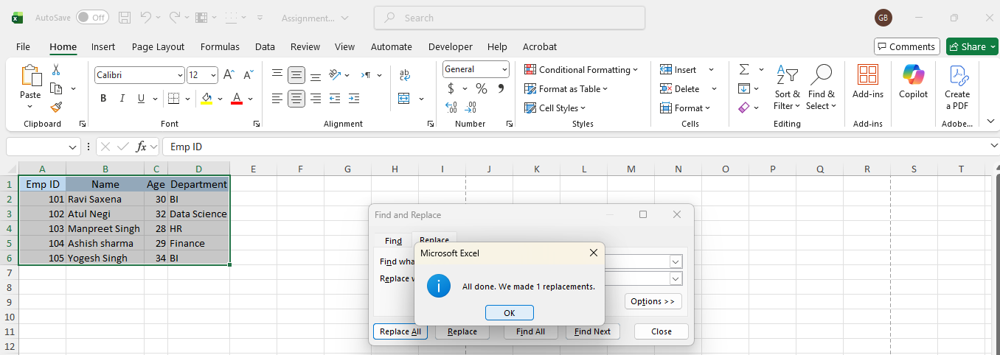 AutoSave Off Assignment... Search GB
File Home Insert Page Layout Formulas Data Review View Automate Developer Help Acrobat Comments Share
Paste
Calibri 12 A A
B I U A
ab
General
$ % 9
.00 .00
Conditional Formatting
Format as Table
Cell Styles
Insert
Delete
Format
Sort & Filter
Find & Select
Add-ins
Copilot
Create a PDF
Clipboard Font Alignment Number Styles Cells Editing Add-ins Adobe...
fx Emp ID
A B C D E F G H I J K L M N O P Q R S T
1 Emp ID Name Age Department
2 101 Ravi Saxena 30 BI
3 102 Atul Negi 32 Data Science
4 103 Manpreet Singh 28 HR
5 104 Ashish sharma 29 Finance
6 105 Yogesh Singh 34 BI
7
8
9
10
11
12
Find and Replace
Find Replace
Find
Replace
Options >>
Replace All Replace Find All Find Next Close
Microsoft Excel
All done. We made 1 replacements.
OK